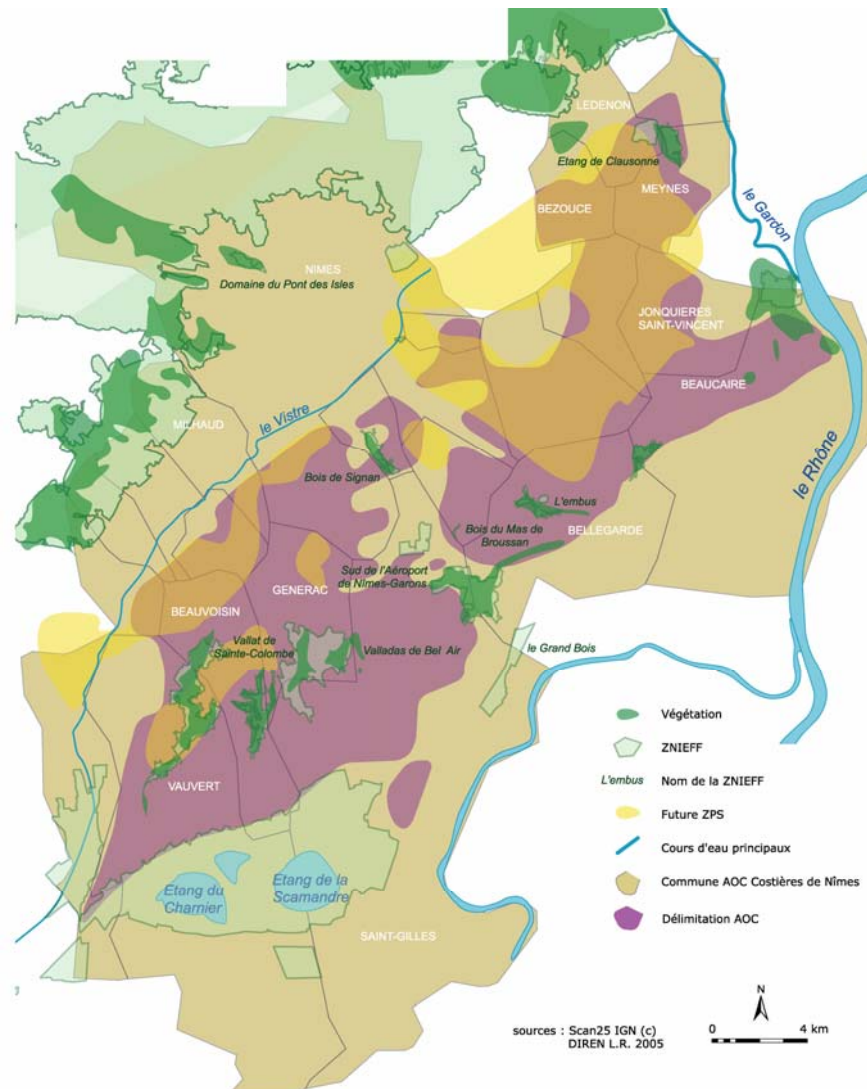 LEDENON
Etang de Clausonne
MEYNES
le Gardon
BEZOUCE
NIMES
Domaine du Pont des Isles
JONQUIERES
SAINT-VINCENT
BEAUCAIRE
MILHAUD
le Vistre
le Rhône
Bois de Signan
L'embus
Bois du Mas de
Broussan
BELLEGARDE
Sud de l'Aéroport
de Nîmes-Garons
GENERAC
BEAUVOISIN
Vallat de
Sainte-Colombe
Valladas de Bel Air
le Grand Bois
VAUVERT
Etang du
Charnier
Etang de la
Scamandre
SAINT-GILLES
Végétation
ZNIEFF
L'embus
Nom de la ZNIEFF
Future ZPS
Cours d'eau principaux
Commune AOC Costières de Nîmes
Délimitation AOC
N
sources : Scan25 IGN (c)
DIREN L.R. 2005
0 4 km